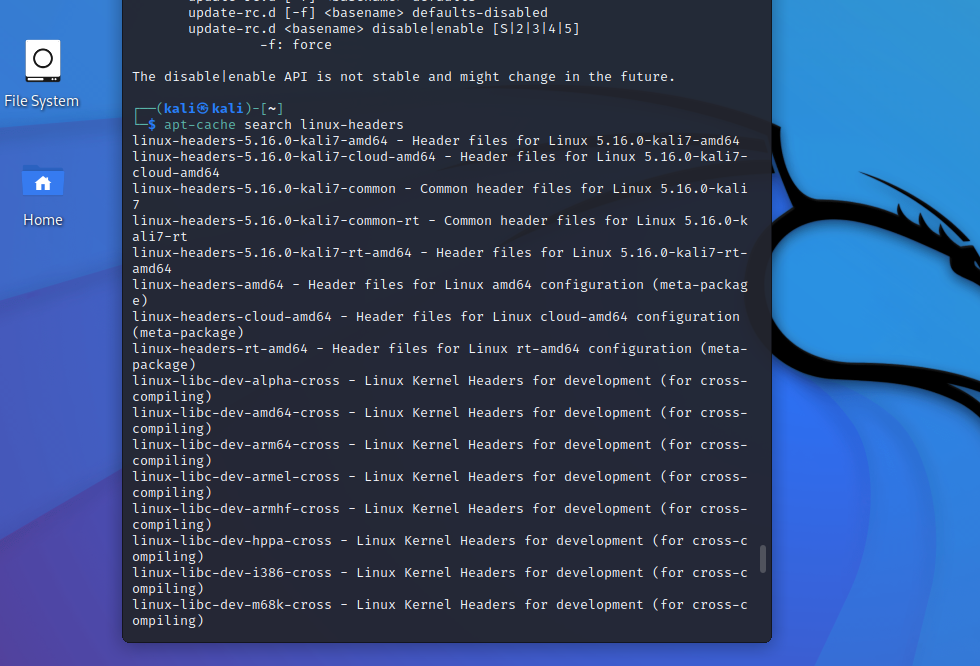 update-rc.d [-f] <basename> defaults-disabled
update-rc.d <basename> disable|enable [S|2|3|4|5]
-f: force
The disable|enable API is not stable and might change in the future.
┌──(kali㉿kali)-[~]
└─$ apt-cache search linux-headers
linux-headers-5.16.0-kali7-amd64 - Header files for Linux 5.16.0-kali7-amd64
linux-headers-5.16.0-kali7-cloud-amd64 - Header files for Linux 5.16.0-kali7-
cloud-amd64
linux-headers-5.16.0-kali7-common - Common header files for Linux 5.16.0-kali
7
linux-headers-5.16.0-kali7-common-rt - Common header files for Linux 5.16.0-k
ali7-rt
linux-headers-5.16.0-kali7-rt-amd64 - Header files for Linux 5.16.0-kali7-rt-
amd64
linux-headers-amd64 - Header files for Linux amd64 configuration (meta-packag
e)
linux-headers-cloud-amd64 - Header files for Linux cloud-amd64 configuration
(meta-package)
linux-headers-rt-amd64 - Header files for Linux rt-amd64 configuration (meta-
package)
linux-libc-dev-alpha-cross - Linux Kernel Headers for development (for cross-
compiling)
linux-libc-dev-amd64-cross - Linux Kernel Headers for development (for cross-
compiling)
linux-libc-dev-arm64-cross - Linux Kernel Headers for development (for cross-
compiling)
linux-libc-dev-armel-cross - Linux Kernel Headers for development (for cross-
compiling)
linux-libc-dev-armhf-cross - Linux Kernel Headers for development (for cross-
compiling)
linux-libc-dev-hppa-cross - Linux Kernel Headers for development (for cross-c
ompiling)
linux-libc-dev-i386-cross - Linux Kernel Headers for development (for cross-c
ompiling)
linux-libc-dev-m68k-cross - Linux Kernel Headers for development (for cross-c
ompiling)
File System
Home